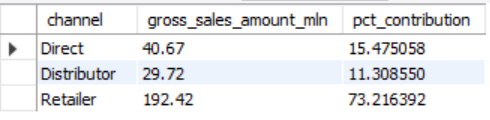 channel gross_sales_amount_mln pct_contribution
Direct 40.67 15.475058
Distributor 29.72 11.308550
Retailer 192.42 73.216392